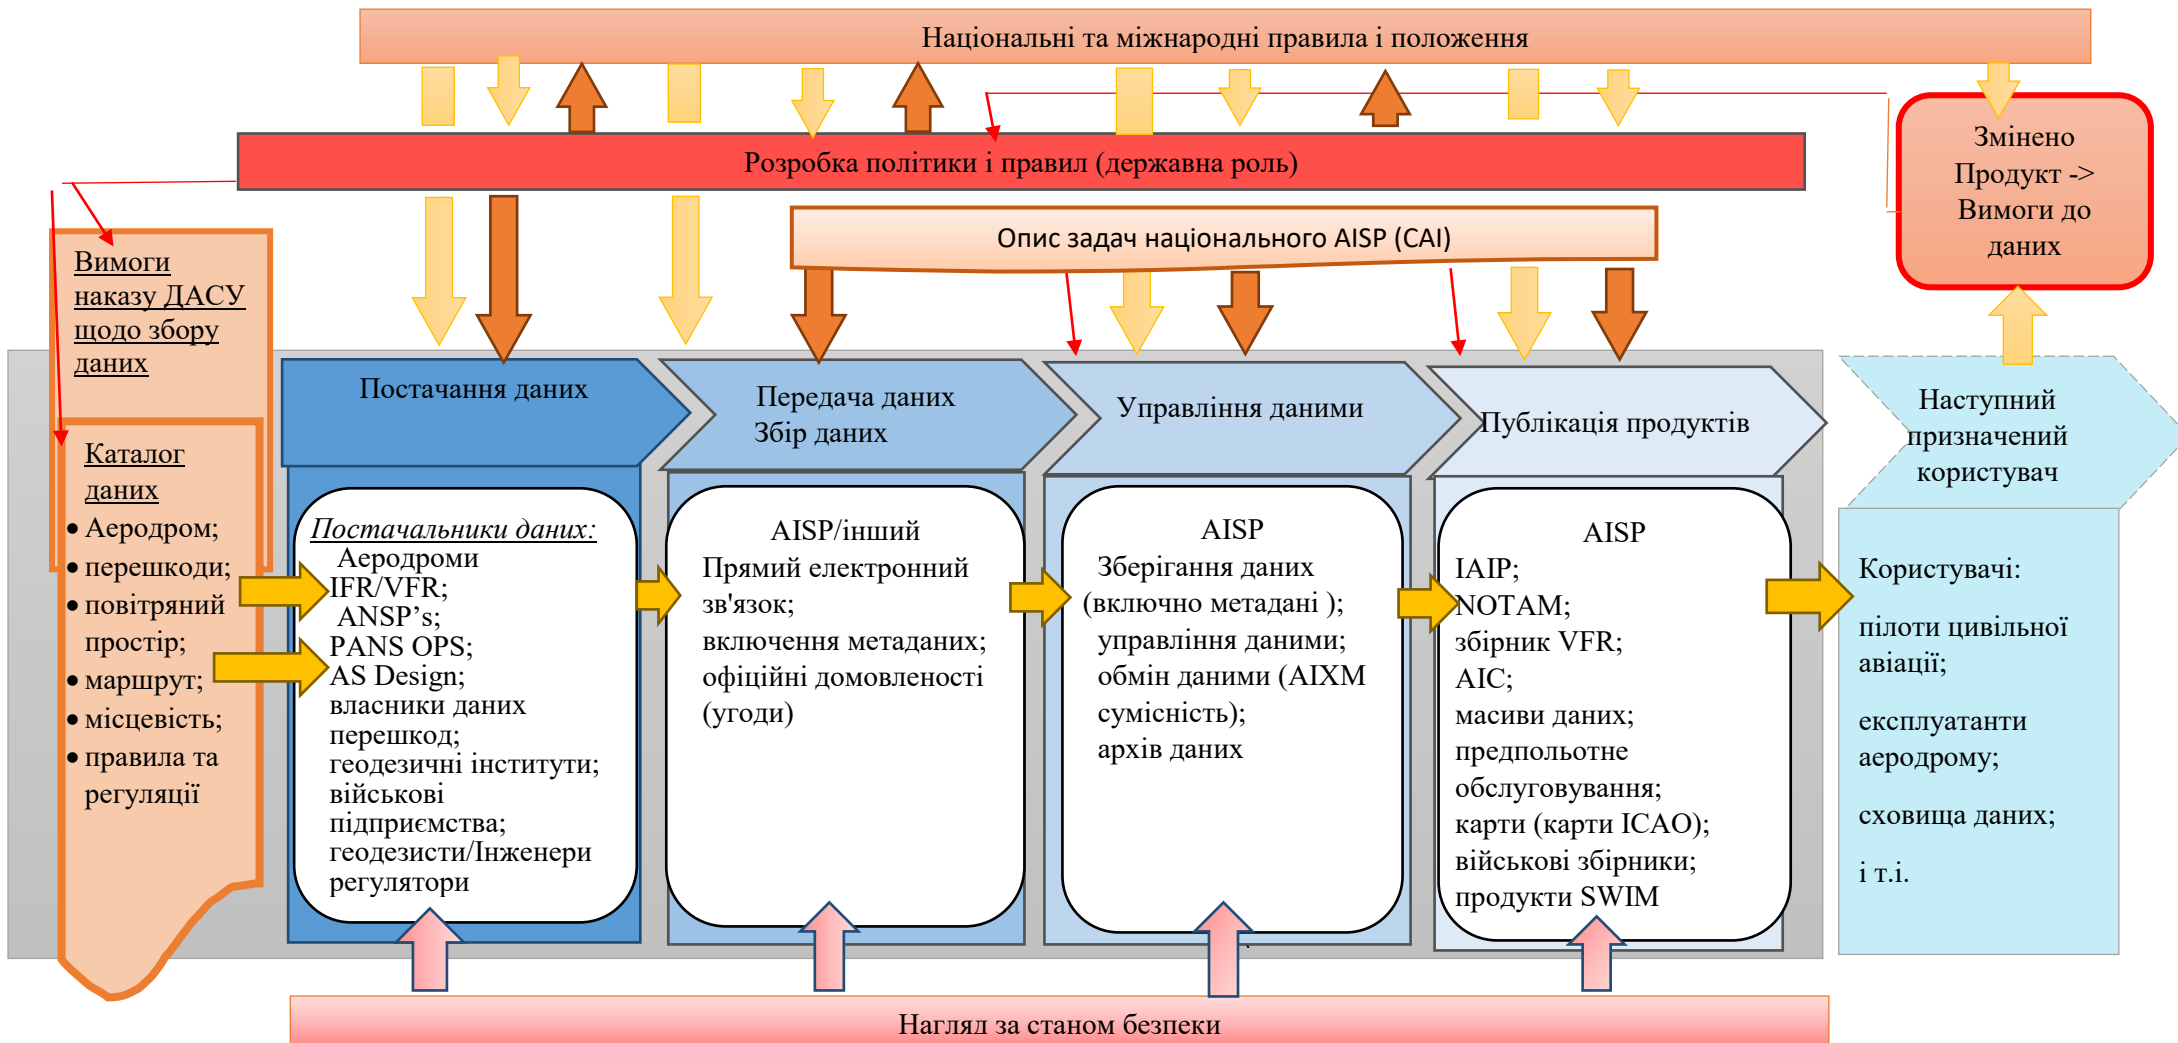 Національні та міжнародні правила і положення
Розробка політики і правил (державна роль)
Змінено
Продукт ->
Вимоги до
даних
Опис задач національного AISP (САІ)
Вимоги
наказу ДАСУ
щодо збору
даних
Каталог
даних
• Аеродром;
• перешкоди;
• повітряний
простір;
• маршрут;
• місцевість;
• правила та
регуляції
Постачання даних
Постачальники даних:
Аеродроми
IFR/VFR;
ANSP’s;
PANS OPS;
AS Design;
власники даних
перешкод;
геодезичні інститути;
військові
підприємства;
геодезисти/Інженери
регулятори
Передача даних
Збір даних
AISP/інший
Прямий електронний
зв'язок;
включення метаданих;
офіційні домовленості
(угоди)
Управління даними
AISP
Зберігання даних
(включно метадані );
управління даними;
обмін даними (AIXM
сумісність);
архів даних
Публікація продуктів
AISP
IAIP;
NOTAM;
збірник VFR;
AIC;
масиви даних;
предпольотне
обслуговування;
карти (карти ICAO);
військові збірники;
продукти SWIM
Наступний
призначений
користувач
Користувачі:
пілоти цивільної
авіації;
експлуатанти
аеродрому;
сховища даних;
і т.і.
.
Нагляд за станом безпеки